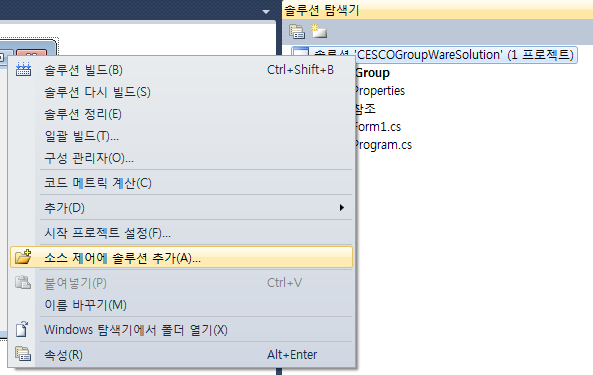 솔루션 탐색기
솔루션 'CESCOGroupWareSolution' (1 프로젝트)
Group
Properties
참조
Form1.cs
Program.cs
솔루션 빌드(B) Ctrl+Shift+B
솔루션 다시 빌드(S)
솔루션 정리(E)
일괄 빌드(T)...
구성 관리자(O)...
코드 메트릭 계산(C)
추가(D)
시작 프로젝트 설정(F)...
소스 제어에 솔루션 추가(A)...
붙여넣기(P) Ctrl+V
이름 바꾸기(M)
Windows 탐색기에서 폴더 열기(X)
속성(R) Alt+Enter